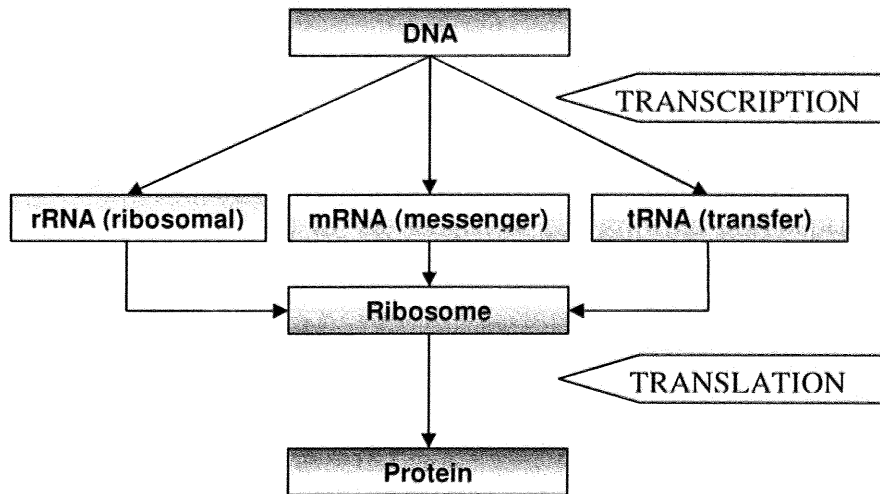 DNA
TRANSCRIPTION
rRNA (ribosomal)
mRNA (messenger)
tRNA (transfer)
Ribosome
TRANSLATION
Protein